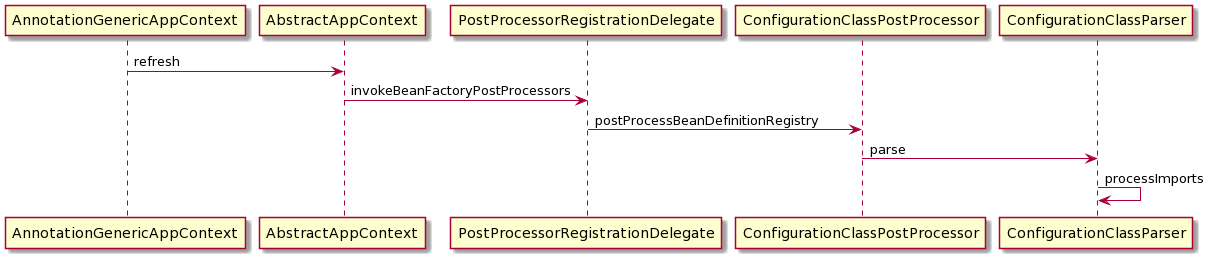 AnnotationGenericAppContext
AbstractAppContext
PostProcessorRegistrationDelegate
ConfigurationClassPostProcessor
ConfigurationClassParser
refresh
invokeBeanFactoryPostProcessors
postProcessBeanDefinitionRegistry
parse
processImports
AnnotationGenericAppContext
AbstractAppContext
PostProcessorRegistrationDelegate
ConfigurationClassPostProcessor
ConfigurationClassParser